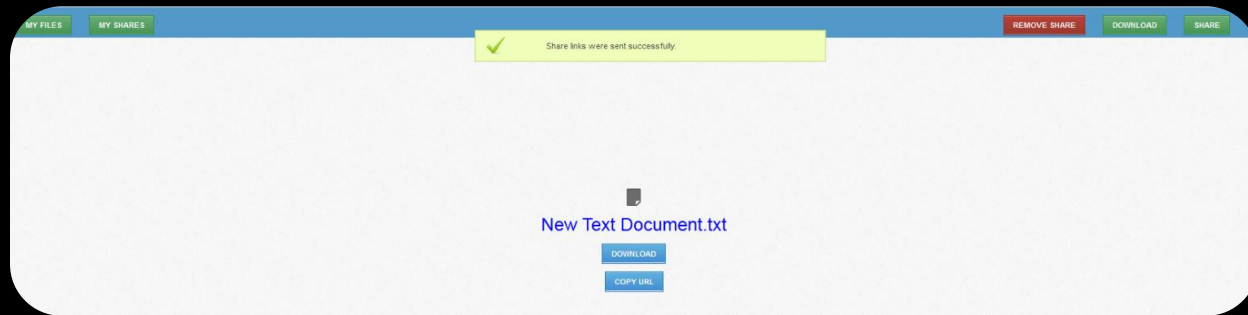 MY FILES
MY SHARES
REMOVE SHARE
DOWNLOAD
SHARE
Share links were sent successfully.
New Text Document.txt
DOWNLOAD
COPY URL